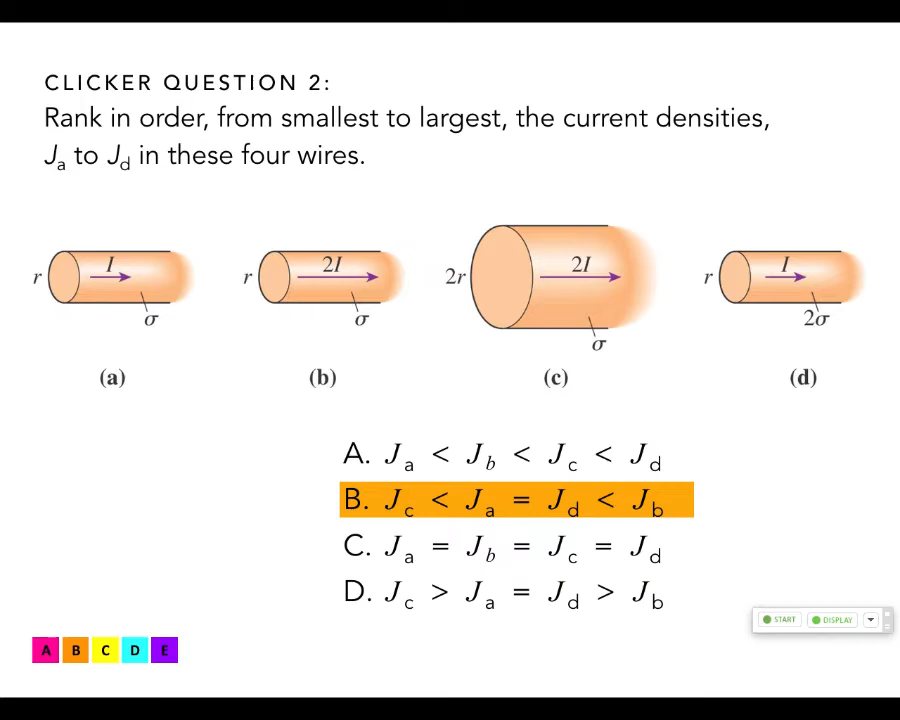 CLICKER QUESTION 2:
Rank in order, from smallest to largest, the current densities,
Ja to Jd in these four wires.
r I σ
(a)
r 2I σ
(b)
2r 2I σ
(c)
r I 2σ
(d)
A. Ja < Jb < Jc < Jd
B. Jc < Ja = Jd < Jb
C. Ja = Jb = Jc = Jd
D. Jc > Ja = Jd > Jb
START DISPLAY
A B C D E